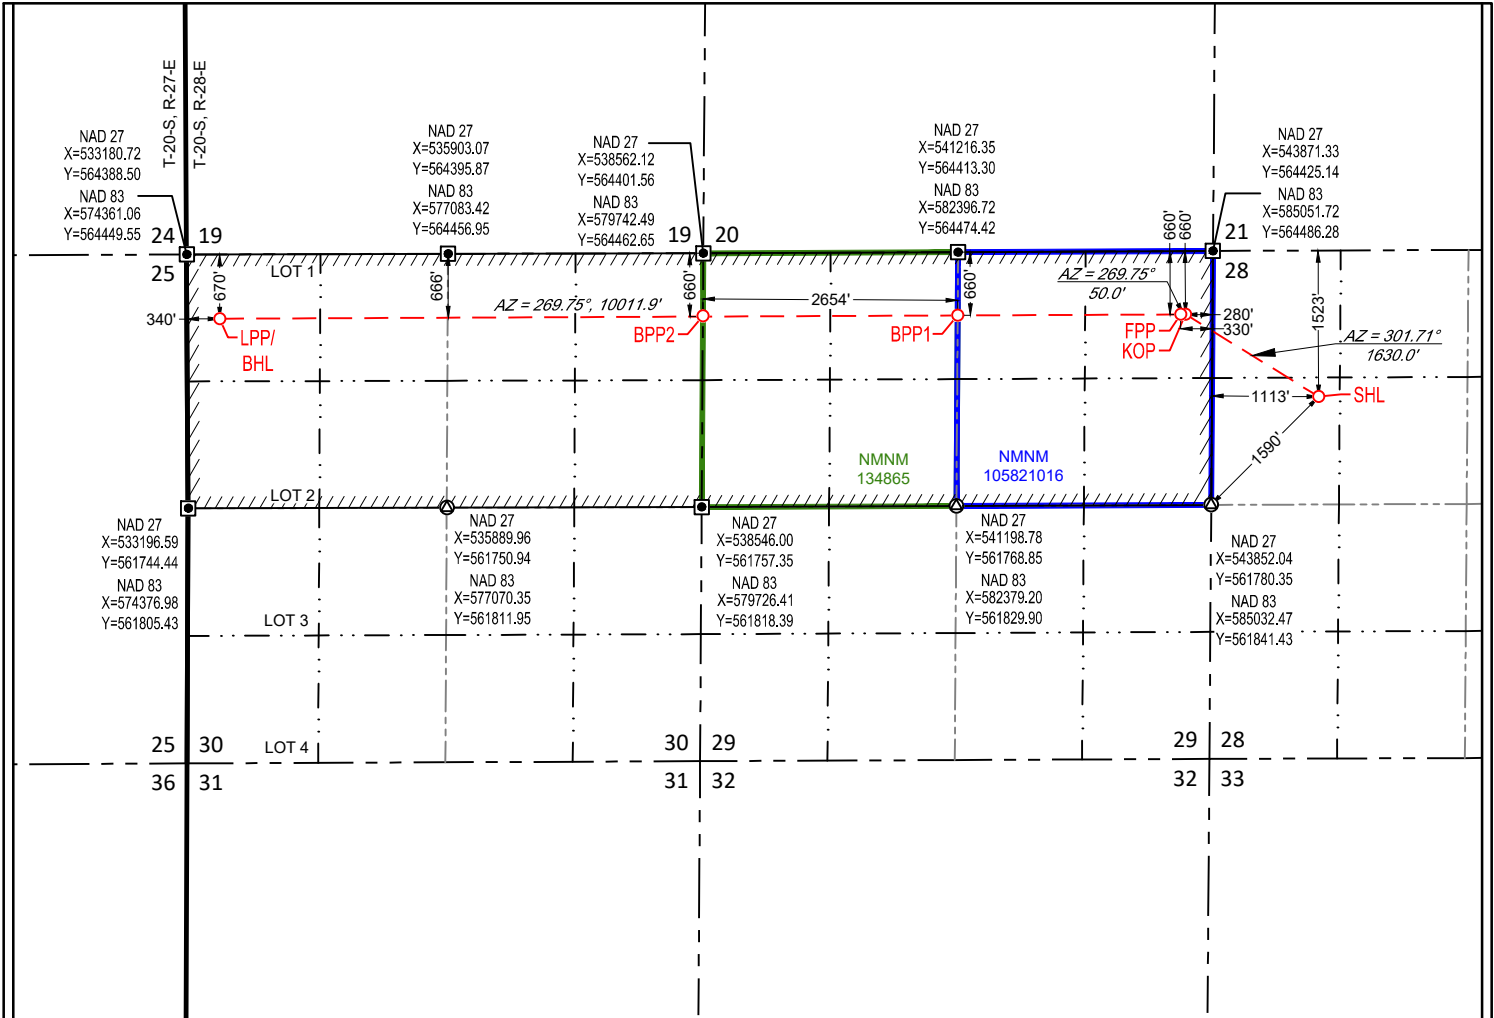 T-20-S, R-27-E
T-20-S, R-28-E
NAD 27
X=533180.72
Y=564388.50
NAD 83
X=574361.06
Y=564449.55
NAD 27
X=535903.07
Y=564395.87
NAD 83
X=577083.42
Y=564456.95
NAD 27
X=538562.12
Y=564401.56
NAD 83
X=579742.49
Y=564462.65
NAD 27
X=541216.35
Y=564413.30
NAD 83
X=582396.72
Y=564474.42
NAD 27
X=543871.33
Y=564425.14
NAD 83
X=585051.72
Y=564486.28
24 19
25
19 20
21
28
LOT 1
670'
666'
660'
660'
660'
660'
340'
AZ = 269.75°, 10011.9'
2654'
AZ = 269.75°
50.0'
280'
330'
1523'
AZ = 301.71°
1630.0'
LPP/
BHL
BPP2
BPP1
FPP
KOP
1113'
SHL
1590'
NMNM
134865
NMNM
105821016
LOT 2
NAD 27
X=533196.59
Y=561744.44
NAD 83
X=574376.98
Y=561805.43
NAD 27
X=535889.96
Y=561750.94
NAD 83
X=577070.35
Y=561811.95
NAD 27
X=538546.00
Y=561757.35
NAD 83
X=579726.41
Y=561818.39
NAD 27
X=541198.78
Y=561768.85
NAD 83
X=582379.20
Y=561829.90
NAD 27
X=543852.04
Y=561780.35
NAD 83
X=585032.47
Y=561841.43
LOT 3
LOT 4
25 30
36 31
30 29
31 32
29 28
32 33